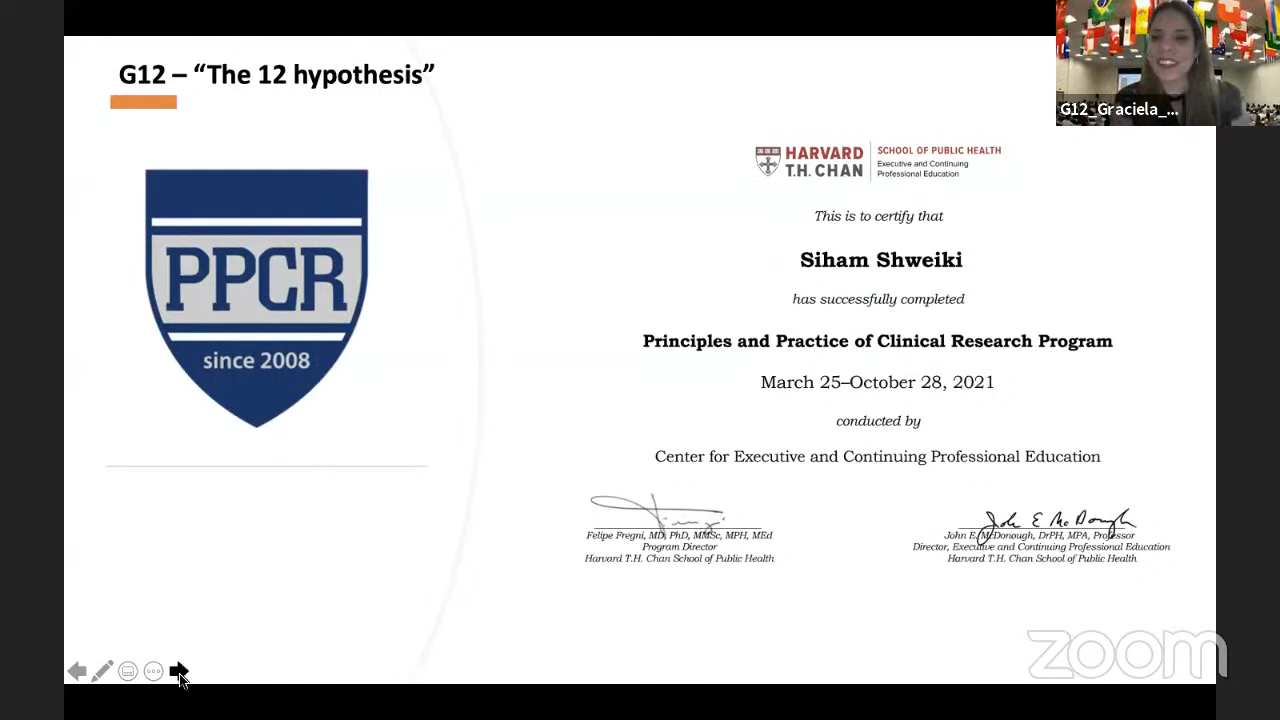 G12 – “The 12 hypothesis”
G12_Graciela_...
PPCR
since 2008
HARVARD
T.H. CHAN
SCHOOL OF PUBLIC HEALTH
Executive and Continuing
Professional Education
This is to certify that
Siham Shweiki
has successfully completed
Principles and Practice of Clinical Research Program
March 25–October 28, 2021
conducted by
Center for Executive and Continuing Professional Education
Felipe Fregni, MD, PhD, MMSc, MPH, MEd
Program Director
Harvard T.H. Chan School of Public Health
John E McDonough
John E. McDonough, DrPH, MPA, Professor
Director, Executive and Continuing Professional Education
Harvard T.H. Chan School of Public Health
zoom